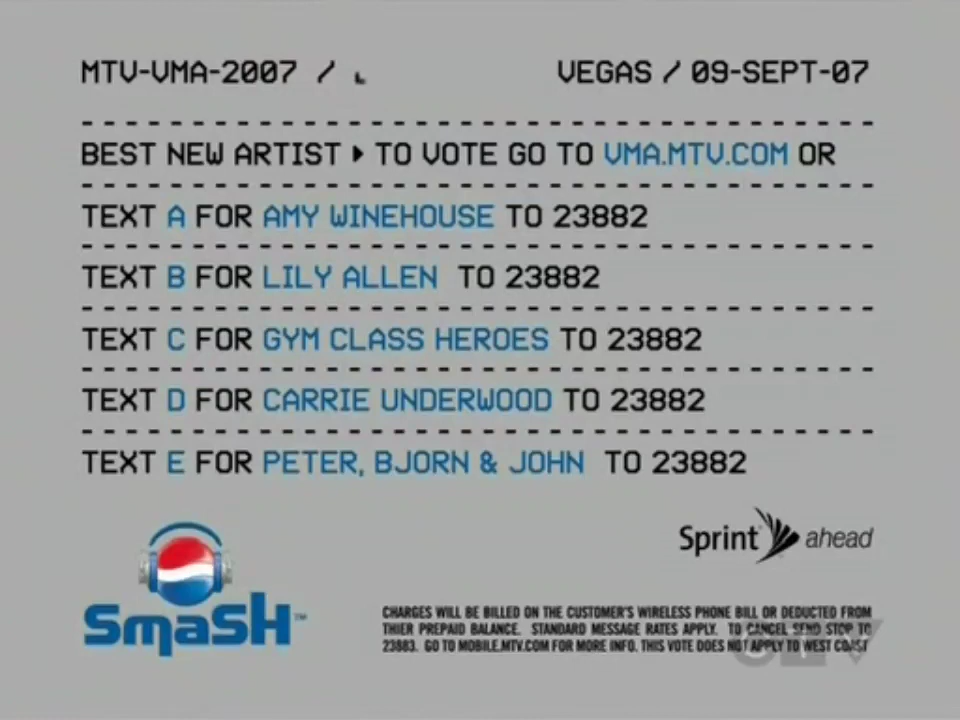 MTV-VMA-2007 / VEGAS / 09-SEPT-07
BEST NEW ARTIST ▸ TO VOTE GO TO VMA.MTV.COM OR
TEXT A FOR AMY WINEHOUSE TO 23882
TEXT B FOR LILY ALLEN TO 23882
TEXT C FOR GYM CLASS HEROES TO 23882
TEXT D FOR CARRIE UNDERWOOD TO 23882
TEXT E FOR PETER, BJORN & JOHN TO 23882
Sprint ahead
SmaSH™
CHARGES WILL BE BILLED ON THE CUSTOMER'S WIRELESS PHONE BILL OR DEDUCTED FROM
THIER PREPAID BALANCE. STANDARD MESSAGE RATES APPLY. TO CANCEL SEND STOP TO
23883. GO TO MOBILE.MTV.COM FOR MORE INFO. THIS VOTE DOES NOT APPLY TO WEST COAST
CTV